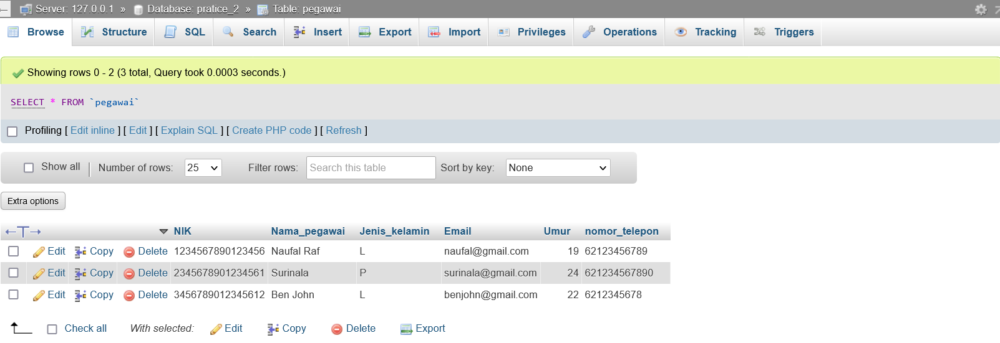 Server: 127.0.0.1 » Database: pratice_2 » Table: pegawai
Browse Structure SQL Search Insert Export Import Privileges Operations Tracking Triggers
Showing rows 0 - 2 (3 total, Query took 0.0003 seconds.)
SELECT * FROM `pegawai`
Profiling [ Edit inline ] [ Edit ] [ Explain SQL ] [ Create PHP code ] [ Refresh ]
Show all | Number of rows: 25 Filter rows: Search this table Sort by key: None
Extra options
←T→ NIK Nama_pegawai Jenis_kelamin Email Umur nomor_telepon
Edit Copy Delete 1234567890123456 Naufal Raf L naufal@gmail.com 19 62123456789
Edit Copy Delete 2345678901234561 Surinala P surinala@gmail.com 24 621234567890
Edit Copy Delete 3456789012345612 Ben John L benjohn@gmail.com 22 6212345678
Check all With selected: Edit Copy Delete Export